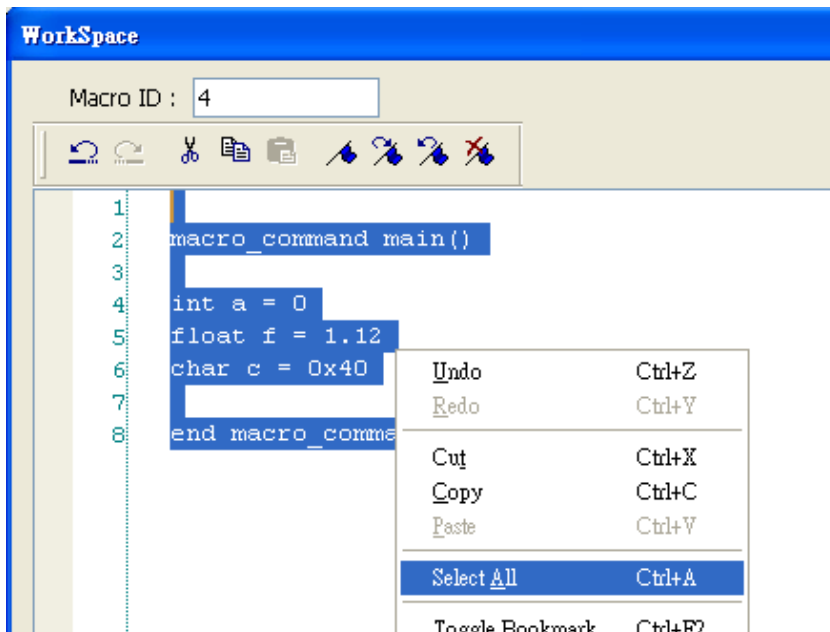 WorkSpace
Macro ID : 4
1
2 macro_command main()
3
4 int a = 0
5 float f = 1.12
6 char c = 0x40
7
8 end macro_comma
Undo Ctrl+Z
Redo Ctrl+Y
Cut Ctrl+X
Copy Ctrl+C
Paste Ctrl+V
Select All Ctrl+A
Toggle Bookmark Ctrl+F2